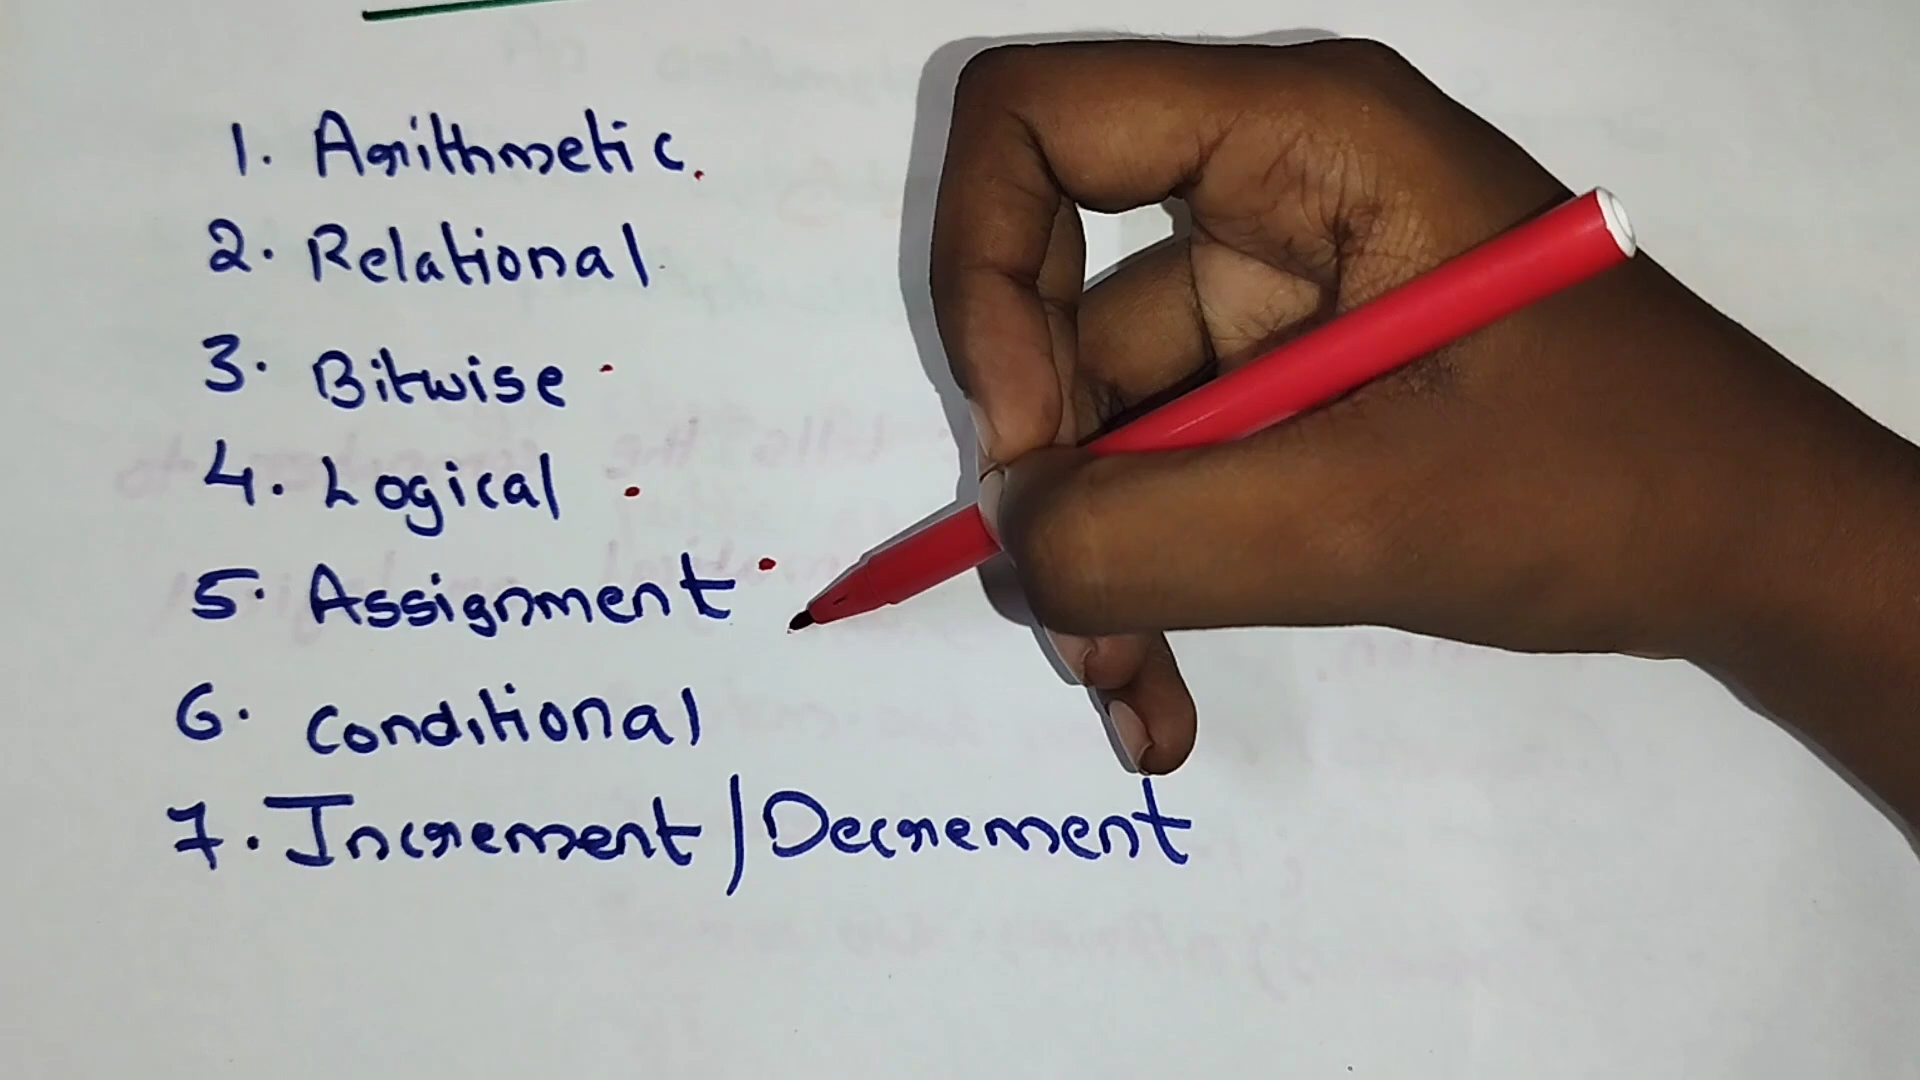 1. Arithmetic.
2. Relational
3. Bitwise
4. Logical
5. Assignment
6. Conditional
7. Increment/Decrement